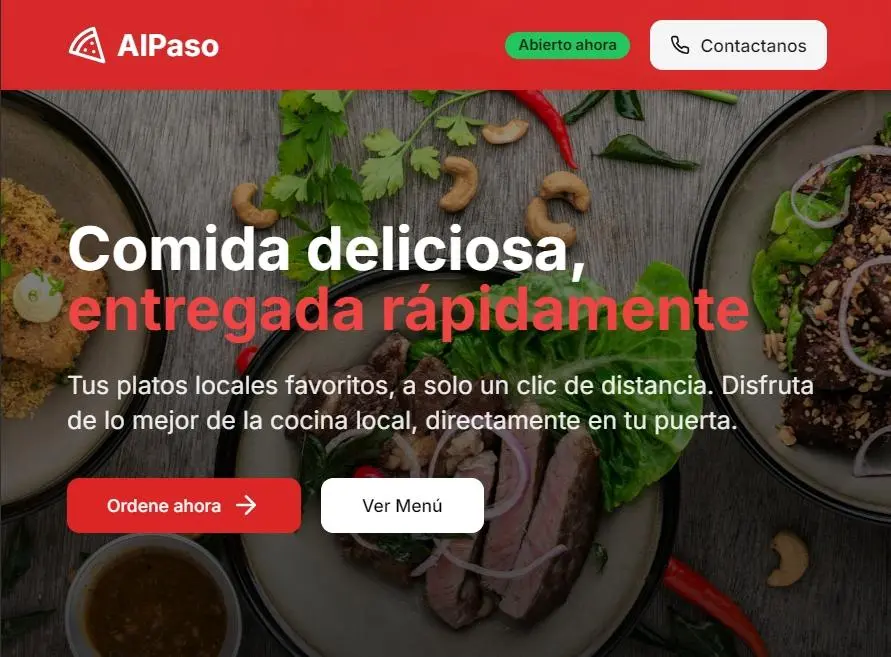 AlPaso
Abierto ahora
Contactanos
Comida deliciosa,
entregada rápidamente
Tus platos locales favoritos, a solo un clic de distancia. Disfruta
de lo mejor de la cocina local, directamente en tu puerta.
Ordene ahora
Ver Menú